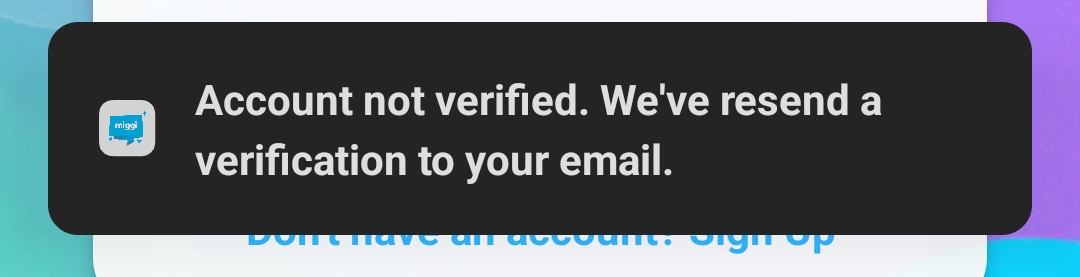 miggi
Account not verified. We've resend a
verification to your email.
Don't have an account? Sign Up